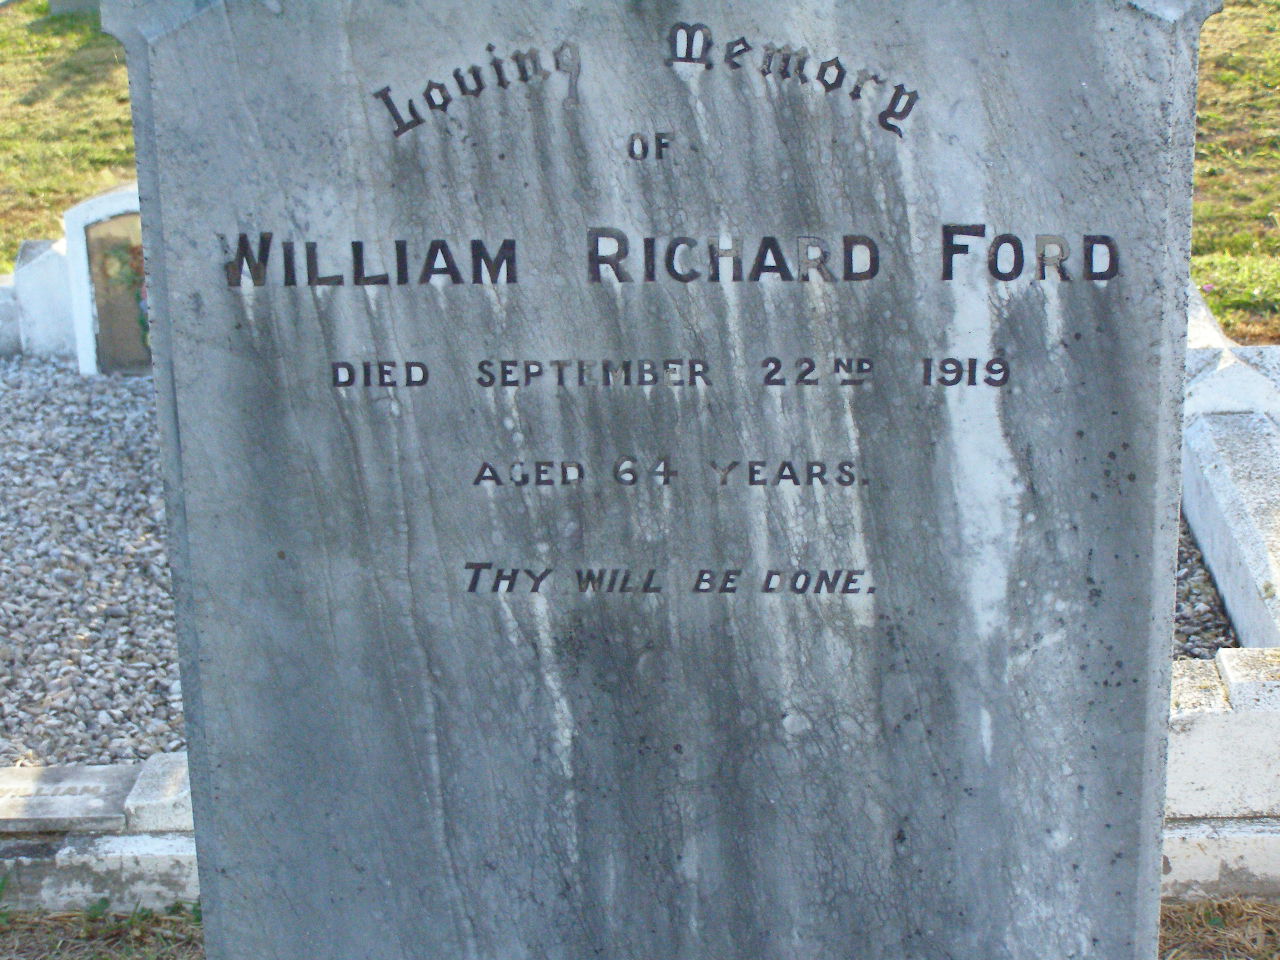 Loving Memory
OF
WILLIAM RICHARD FORD
DIED SEPTEMBER 22ND 1919
AGED 64 YEARS.
THY WILL BE DONE.